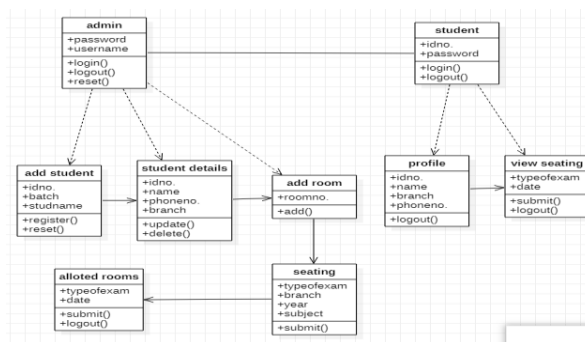 admin
+password
+username
+login()
+logout()
+reset()
student
+idno.
+password
+login()
+logout()
add student
+idno.
+batch
+studname
+register()
+reset()
student details
+idno.
+name
+phoneno.
+branch
+update()
+delete()
add room
+roomno.
+add()
profile
+idno.
+name
+branch
+phoneno.
+logout()
view seating
+typeofexam
+date
+submit()
+logout()
alloted rooms
+typeofexam
+date
+submit()
+logout()
seating
+typeofexam
+branch
+year
+subject
+submit()